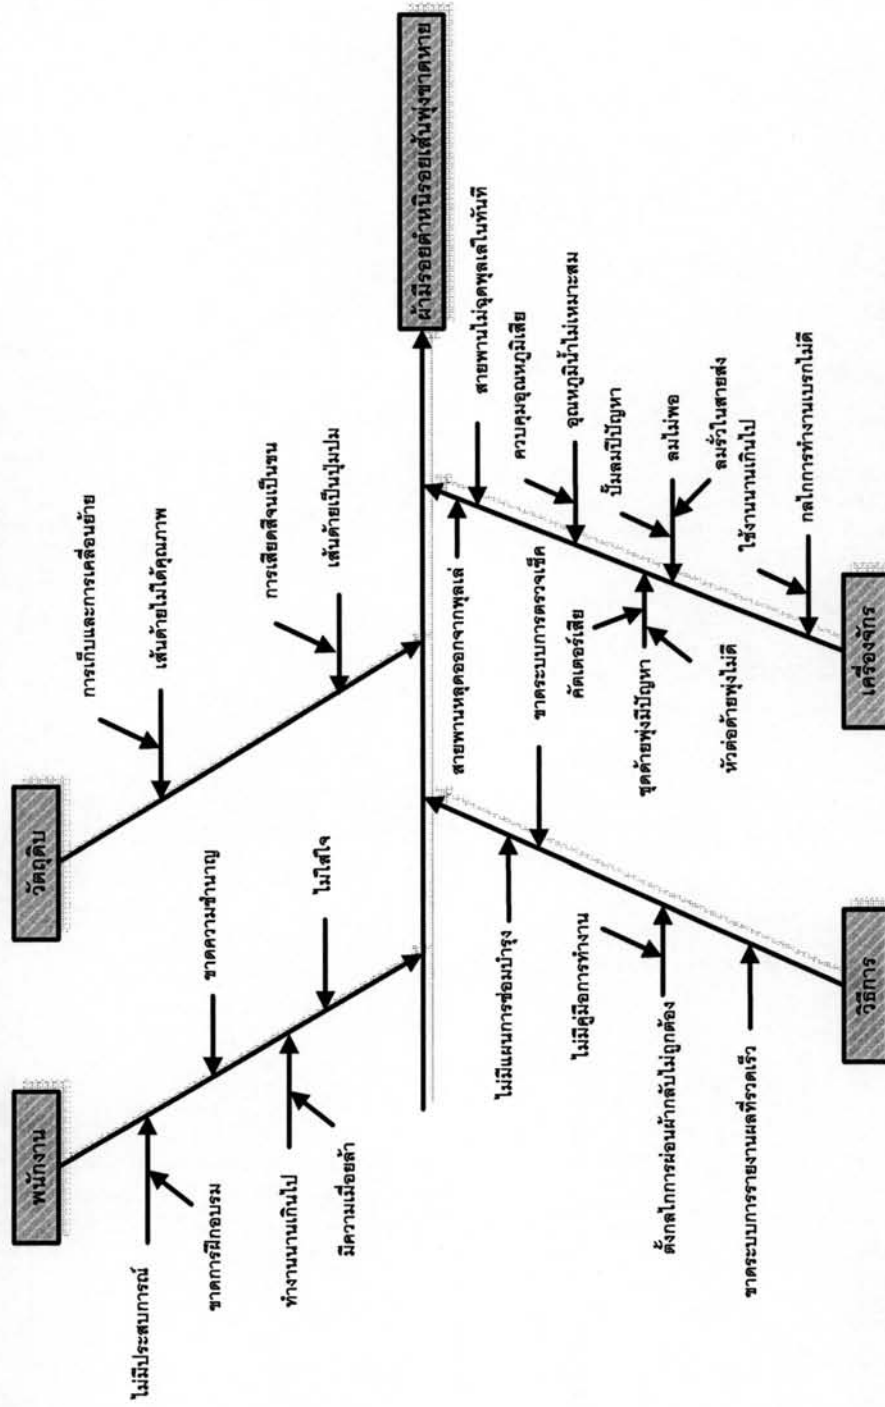 พนักงาน
วัตถุดิบ
ไม่มีประสบการณ์
ขาดการฝึกอบรม
ขาดความชำนาญ
ทำงานนานเกินไป
มีความเมื่อยล้า
ไม่ใส่ใจ
การเก็บและการเคลื่อนย้าย
เส้นด้ายไม่ได้คุณภาพ
การเสียดสีจนเป็นขน
เส้นด้ายเป็นปุ่มปม
ผ้ามีรอยตำหนิรอยเส้นพุ่งขาดหาย
ไม่มีแผนการซ่อมบำรุง
ขาดระบบการตรวจเช็ค
ไม่มีคู่มือการทำงาน
ตั้งกลไกการผ่อนผ้ากลับไม่ถูกต้อง
ขาดระบบการรายงานผลที่รวดเร็ว
วิธีการ
สายพานหลุดออกจากพูลเล่
สายพานไม่ฉุดพูลเลในทันที
ควบคุมอุณหภูมิเสีย
อุณหภูมิน้ำไม่เหมาะสม
คัตเตอร์เสีย
ชุดด้ายพุ่งมีปัญหา
หัวต่อด้ายพุ่งไม่ดี
ปั๊มลมมีปัญหา
ลมไม่พอ
ลมรั่วในสายส่ง
ใช้งานนานเกินไป
กลไกการทำงานเบรกไม่ดี
เครื่องจักร